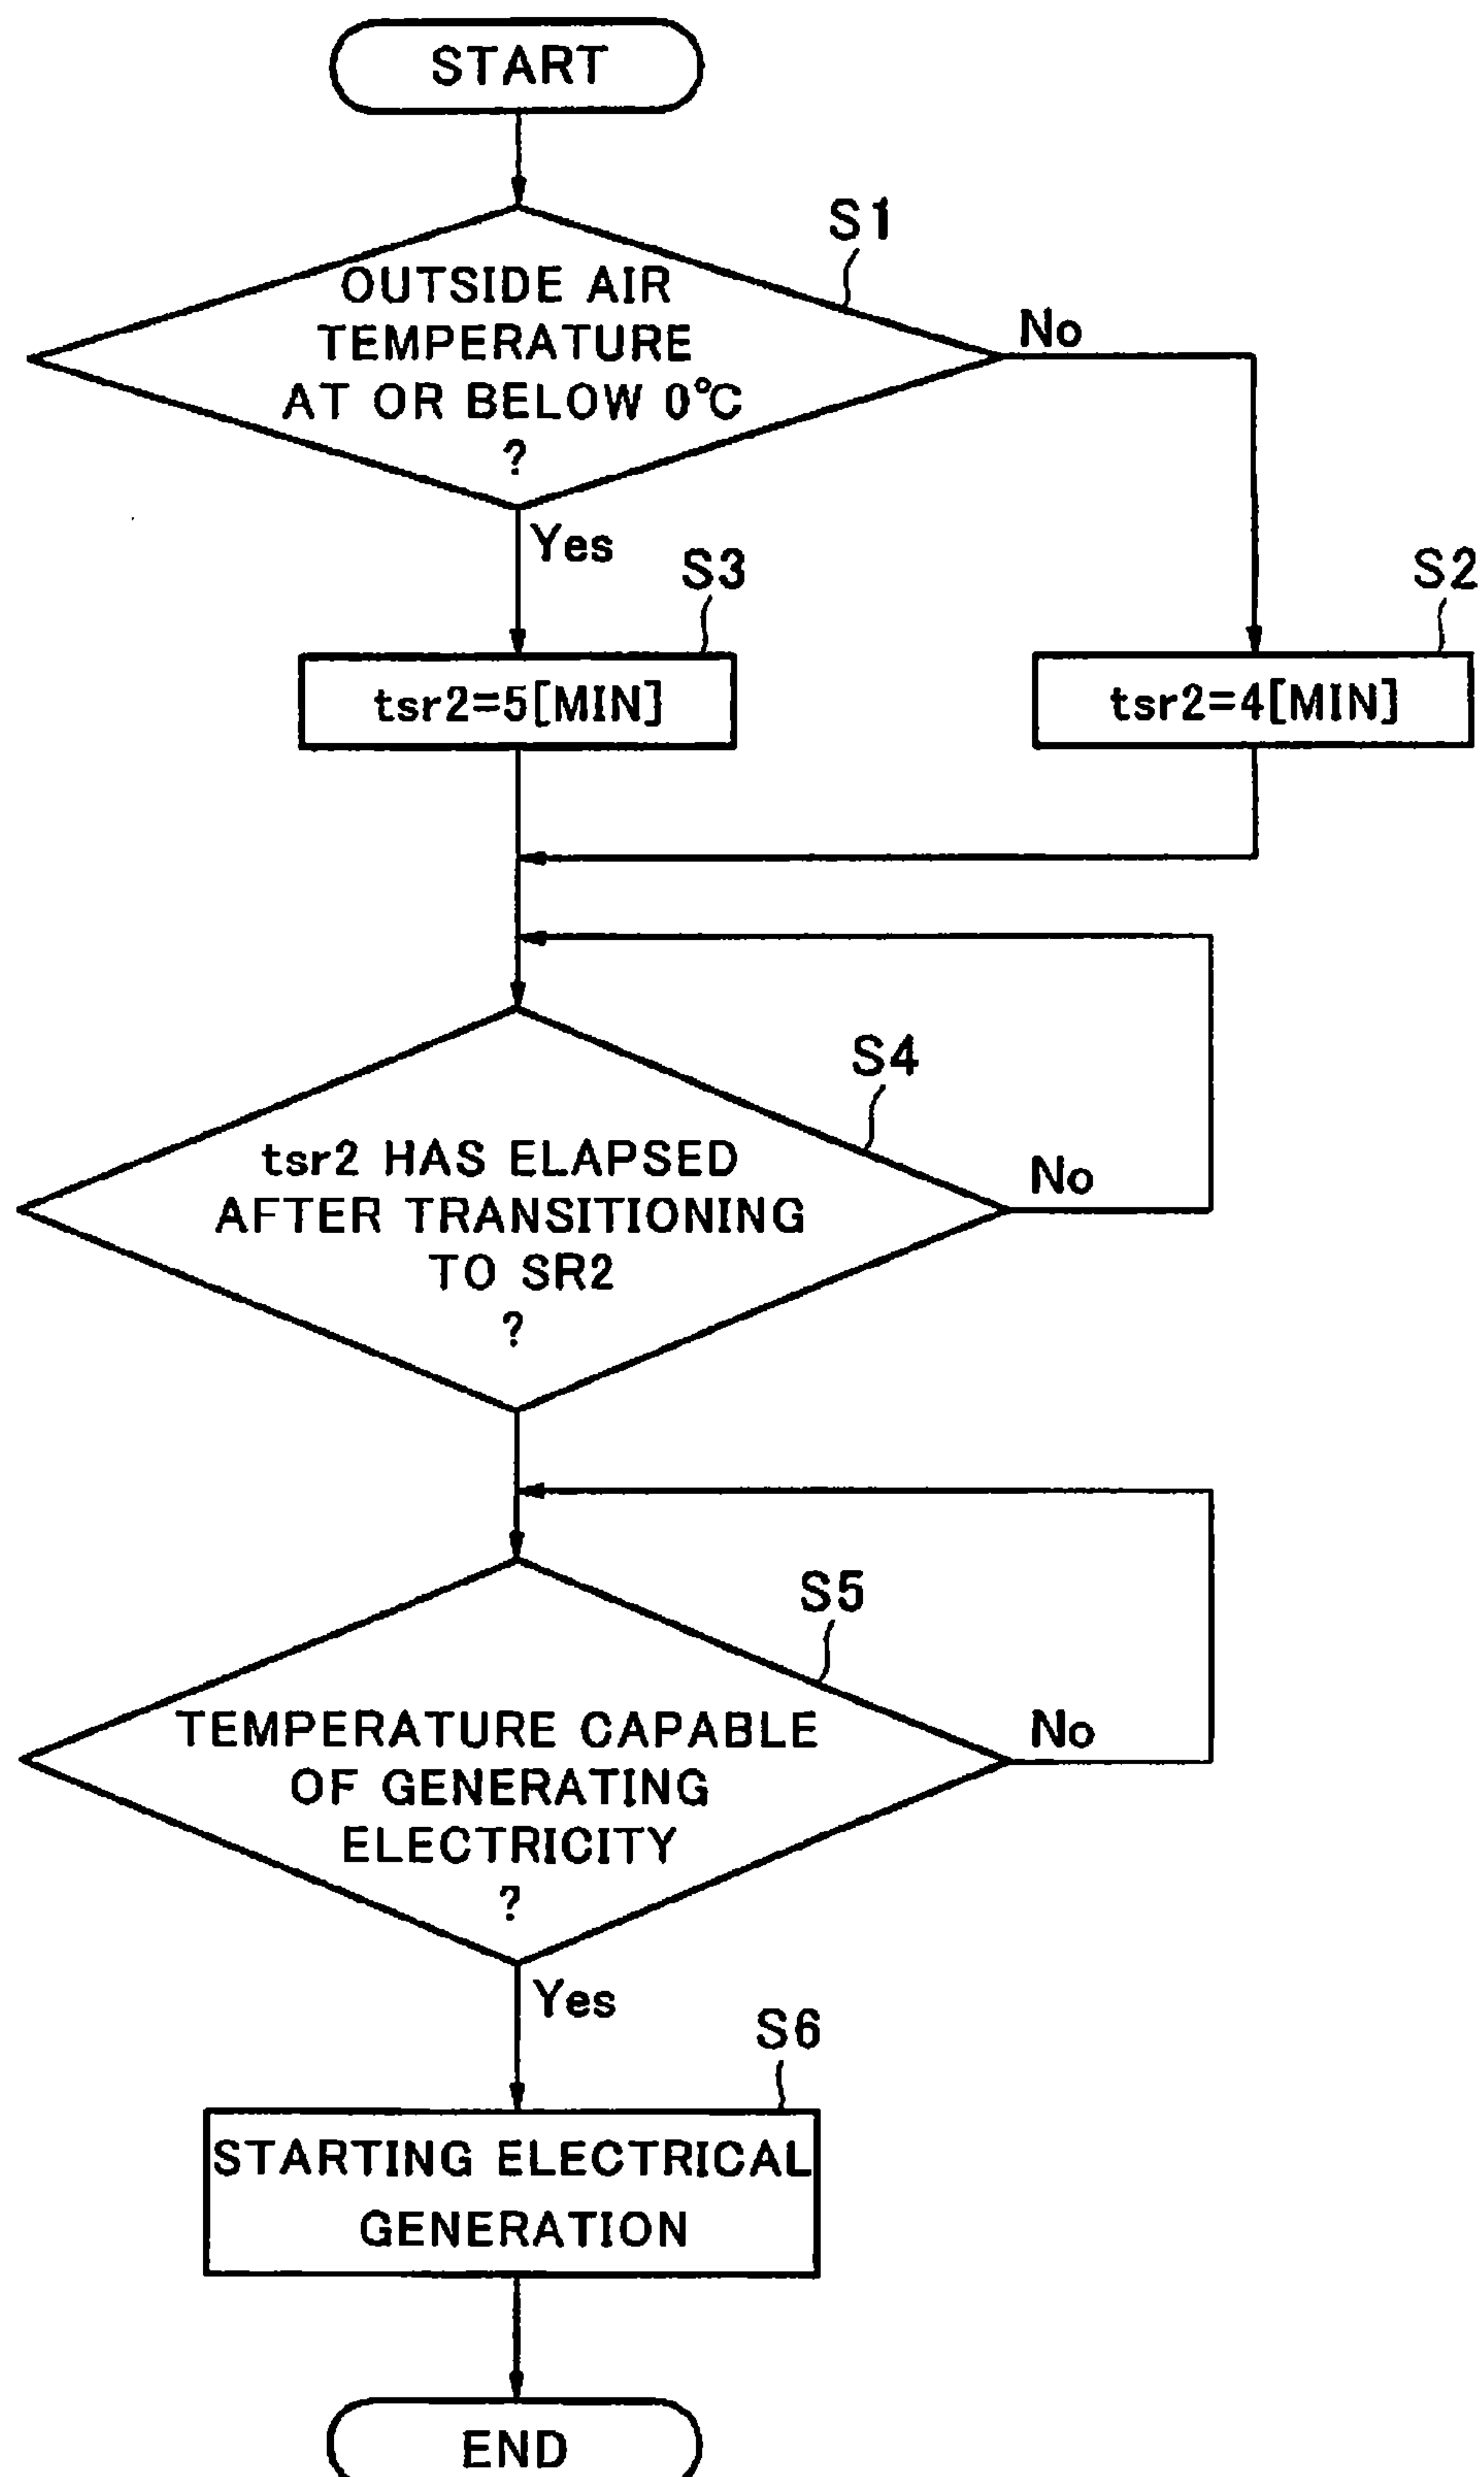 START
S1
OUTSIDE AIR
TEMPERATURE
AT OR BELOW 0°C
?
No
Yes
S3
S2
tsr2=5[MIN]
tsr2=4[MIN]
S4
tsr2 HAS ELAPSED
AFTER TRANSITIONING
TO SR2
?
No
S5
TEMPERATURE CAPABLE
OF GENERATING
ELECTRICITY
?
No
Yes
S6
STARTING ELECTRICAL
GENERATION
END